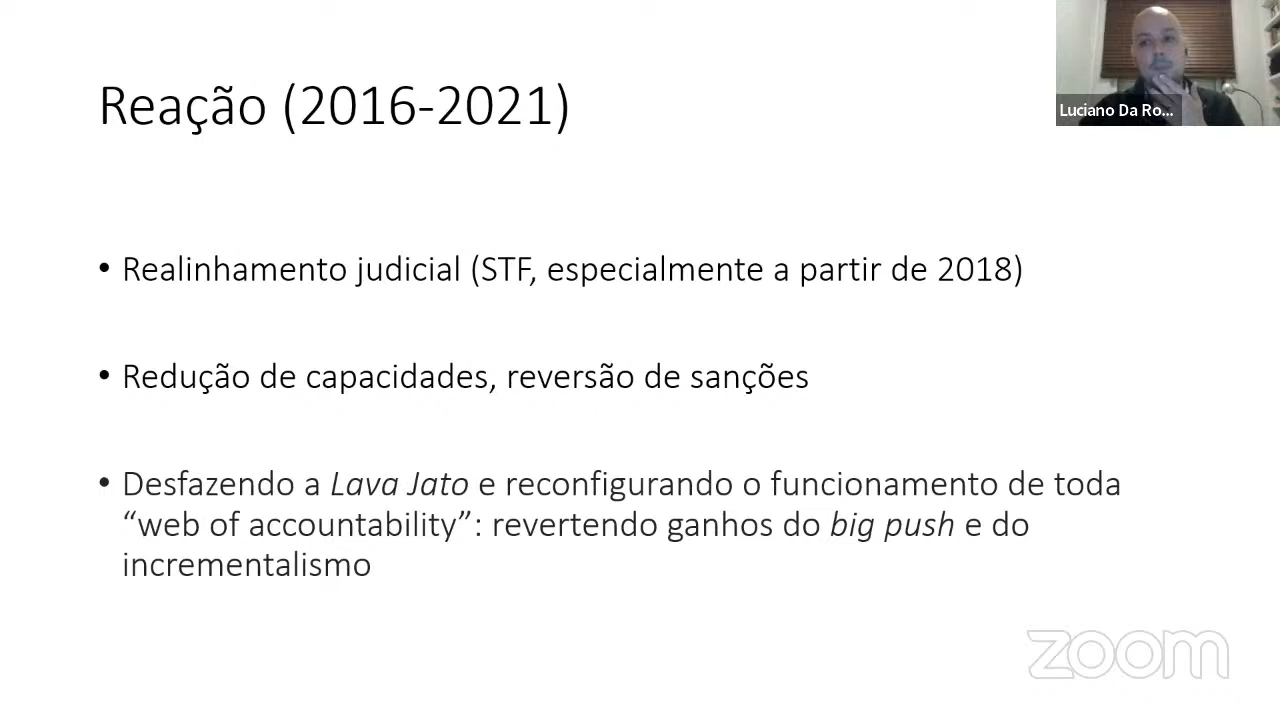 Reação (2016-2021)
Luciano Da Ro...
• Realinhamento judicial (STF, especialmente a partir de 2018)
• Redução de capacidades, reversão de sanções
• Desfazendo a Lava Jato e reconfigurando o funcionamento de toda
“web of accountability”: revertendo ganhos do big push e do
incrementalismo
zoom